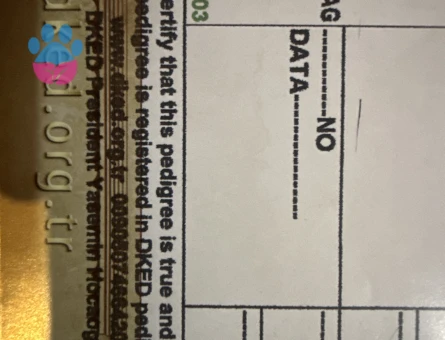 AG ----------NO
DATA---------------
03
ertify that this pedigree is true and
pedigree is registered in DKED pedi
www.dked.org.tr
DKED President Yasemin
d.org.tr